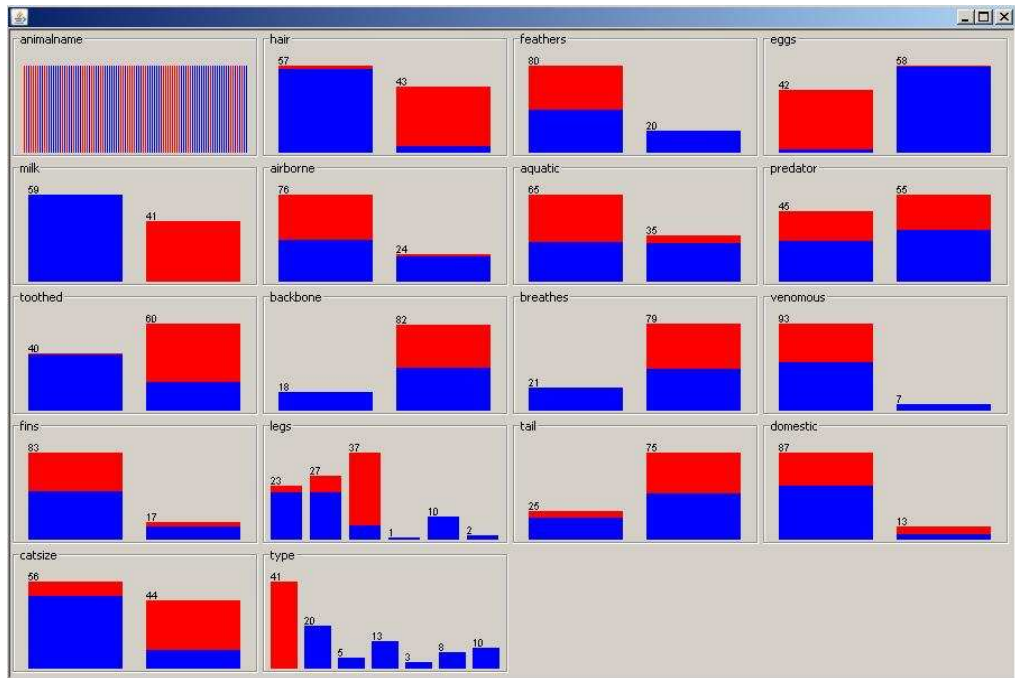 animalname
hair
57
43
feathers
80
20
eggs
42
58
milk
59
41
airborne
76
24
aquatic
65
35
predator
45
55
toothed
40
60
backbone
18
82
breathes
21
79
venomous
93
7
fins
83
17
legs
23
27
37
1
10
2
tail
25
75
domestic
87
13
catsize
56
44
type
41
20
5
13
3
8
10